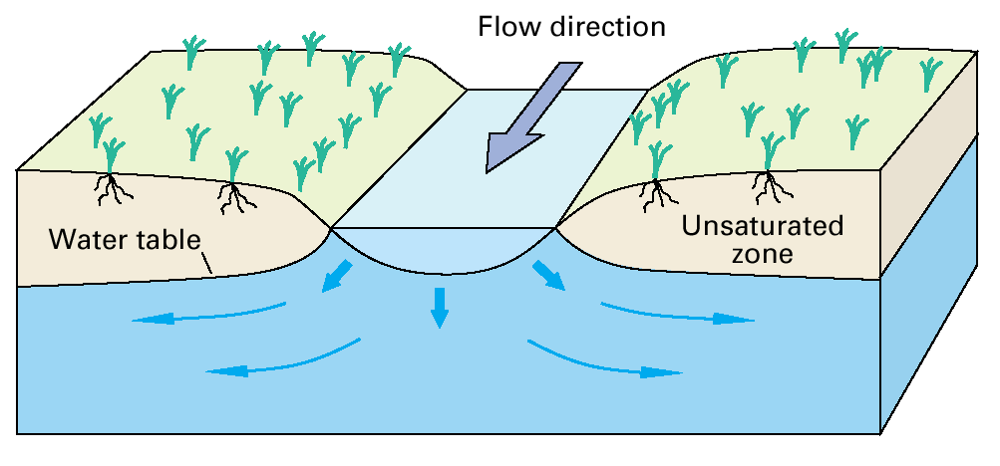 Flow direction
Water table
Unsaturated
zone